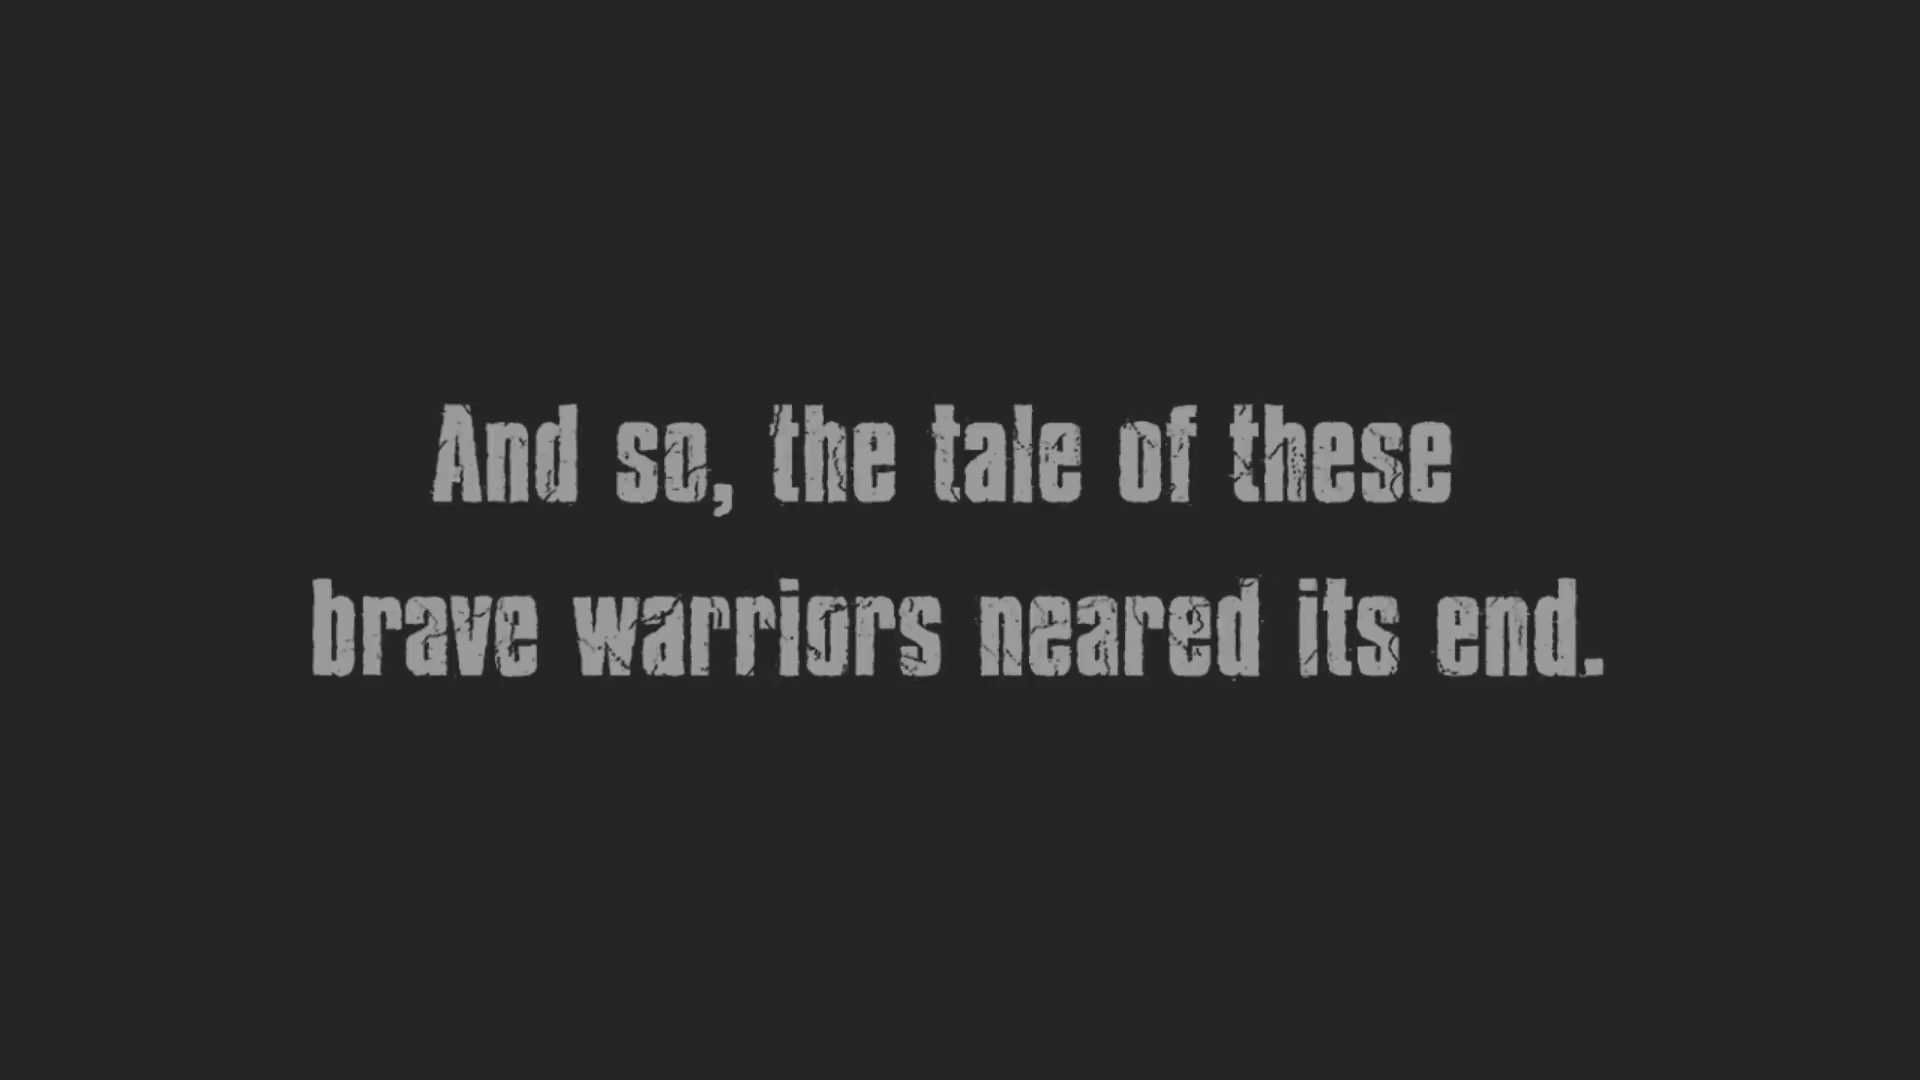 And so, the tale of these
brave warriors neared its end.